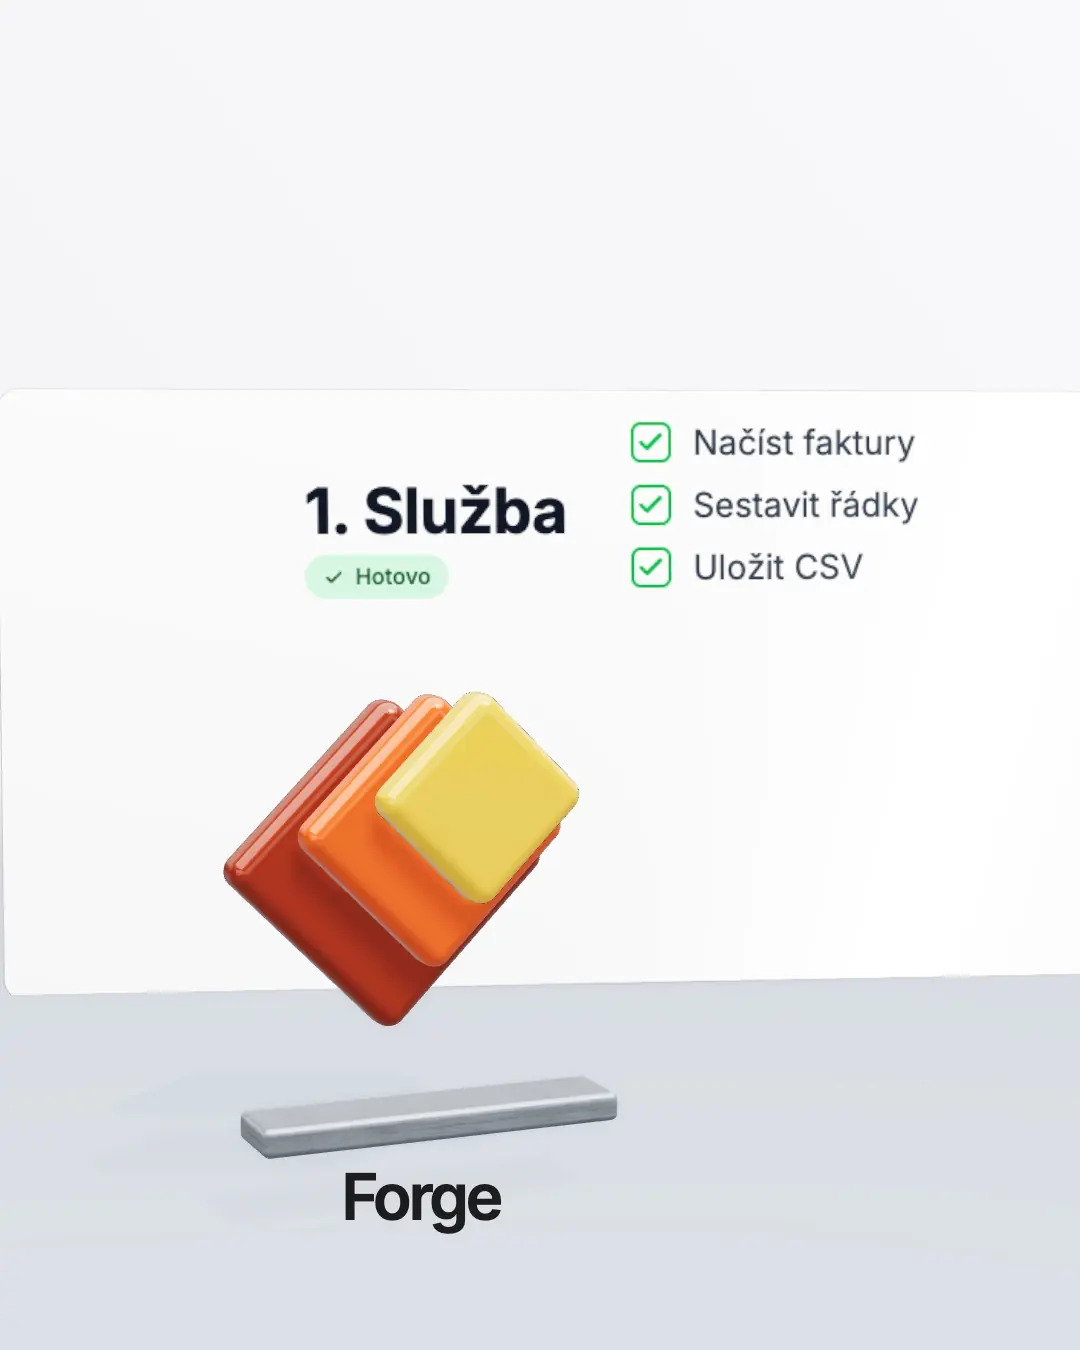 1. Služba
Hotovo
Načíst faktury
Sestavit řádky
Uložit CSV
Forge